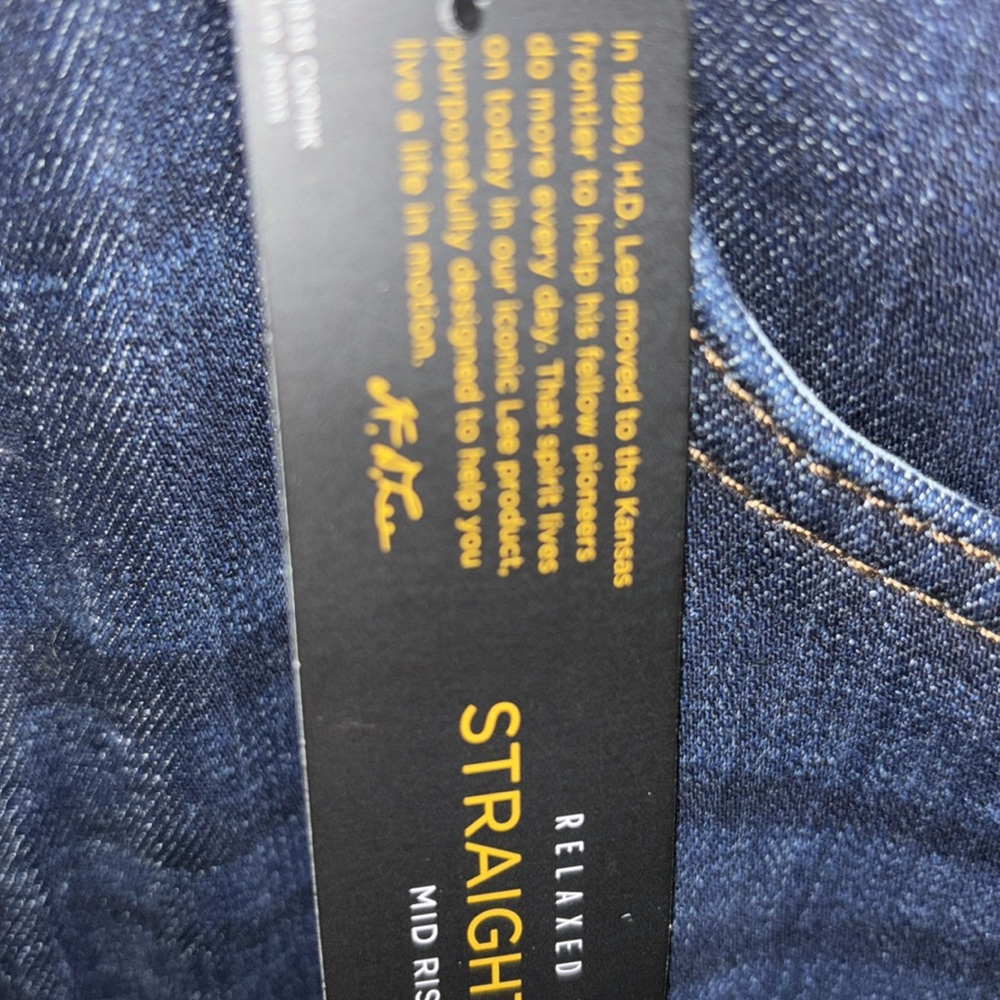 In 1889, H.D. Lee moved to the Kansas
frontier to help his fellow pioneers
do more every day. That spirit lives
on today in our iconic Lee product,
purposefully designed to help you
live a life in motion.
H. D. Lee
RELAXED
STRAIGHT
MID RIS